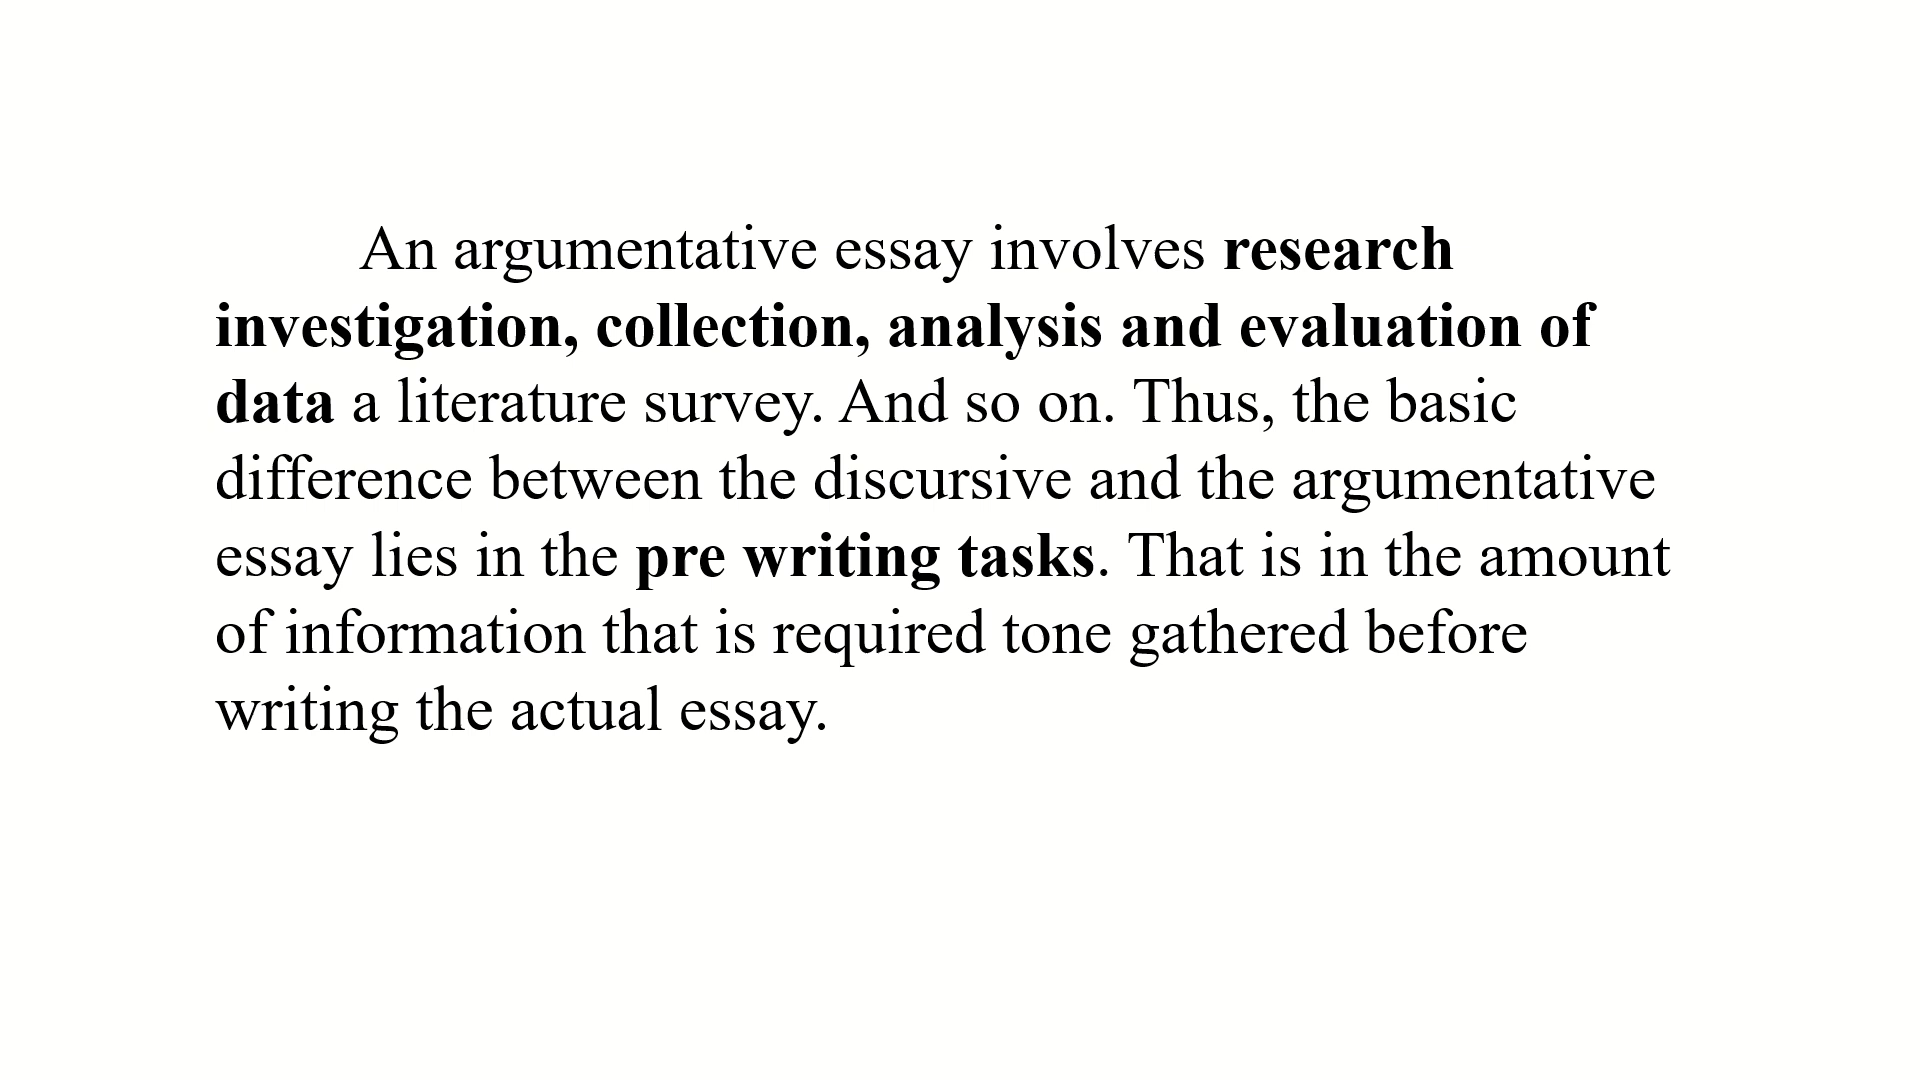 An argumentative essay involves research
investigation, collection, analysis and evaluation of
data a literature survey. And so on. Thus, the basic
difference between the discursive and the argumentative
essay lies in the pre writing tasks. That is in the amount
of information that is required tone gathered before
writing the actual essay.